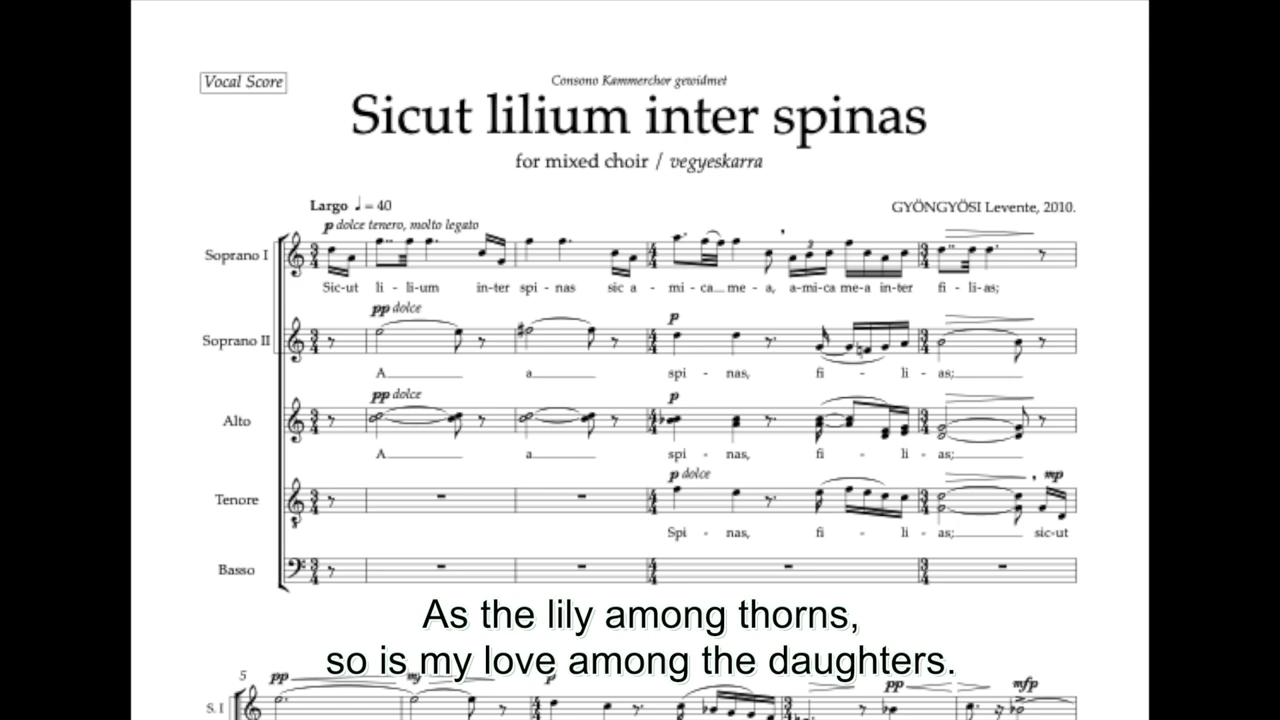 Vocal Score
Consono Kammerchor gewidmet
Sicut lilium inter spinas
for mixed choir / vegyeskarra
Largo ♩ = 40
GYÖNGYÖSI Levente, 2010.
p dolce tenero, molto legato
Soprano I
Sic-ut li - li-um in-ter spi - nas sic a - mi - ca me - a, a-mi-ca me-a in-ter fi - li-as;
pp dolce
p
Soprano II
A a spi - nas, fi - li - as;
pp dolce
p
Alto
A a spi - nas, fi - li - as;
p dolce
mp
Tenore
Spi - nas, fi - li - as; sic-ut
Basso
As the lily among thorns,
so is my love among the daughters.
5
pp
pp
mfp
S. I